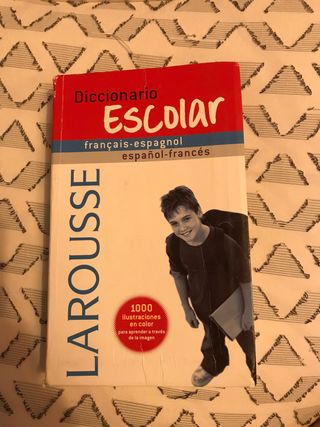 Diccionario
Escolar
français-espagnol
español-francés
LAROUSSE
1000
ilustraciones
en color
para aprender a través
de la imagen